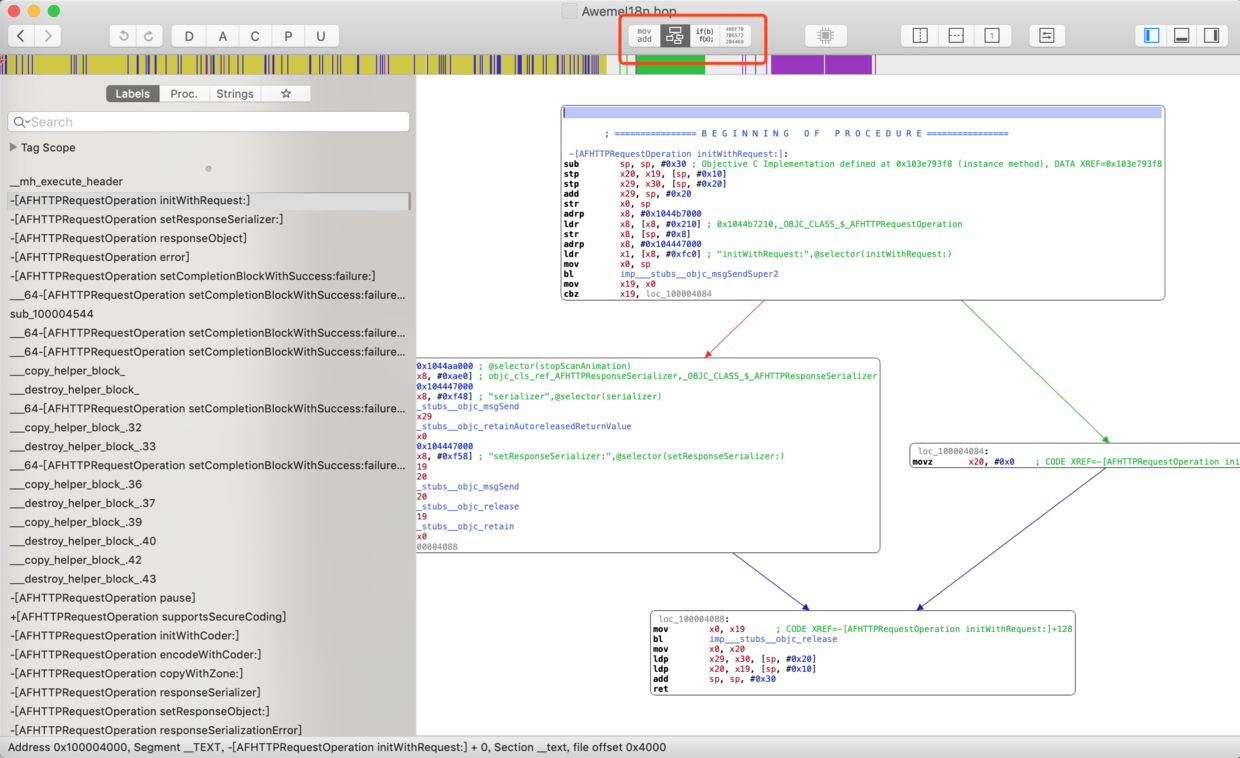 AwemeI18n.hop
D A C P U
mov add
if(b) f(x);
Labels Proc. Strings
Search
Tag Scope
__mh_execute_header
-[AFHTTPRequestOperation initWithRequest:]
-[AFHTTPRequestOperation setResponseSerializer:]
-[AFHTTPRequestOperation responseObject]
-[AFHTTPRequestOperation error]
-[AFHTTPRequestOperation setCompletionBlockWithSuccess:failure:]
___64-[AFHTTPRequestOperation setCompletionBlockWithSuccess:failure...
sub_100004544
___64-[AFHTTPRequestOperation setCompletionBlockWithSuccess:failure...
___64-[AFHTTPRequestOperation setCompletionBlockWithSuccess:failure...
___copy_helper_block_
___destroy_helper_block_
___64-[AFHTTPRequestOperation setCompletionBlockWithSuccess:failure...
___copy_helper_block_.32
___destroy_helper_block_.33
___64-[AFHTTPRequestOperation setCompletionBlockWithSuccess:failure...
___copy_helper_block_.36
___destroy_helper_block_.37
___copy_helper_block_.39
___destroy_helper_block_.40
___copy_helper_block_.42
___destroy_helper_block_.43
-[AFHTTPRequestOperation pause]
+[AFHTTPRequestOperation supportsSecureCoding]
-[AFHTTPRequestOperation initWithCoder:]
-[AFHTTPRequestOperation encodeWithCoder:]
-[AFHTTPRequestOperation copyWithZone:]
-[AFHTTPRequestOperation responseSerializer]
-[AFHTTPRequestOperation setResponseObject:]
-[AFHTTPRequestOperation responseSerializationError]
; ================ B E G I N N I N G   O F   P R O C E D U R E ================
-[AFHTTPRequestOperation initWithRequest:]:
sub sp, sp, #0x30 ; Objective C Implementation defined at 0x103e793f8 (instance method), DATA XREF=0x103e793f8
stp x20, x19, [sp, #0x10]
stp x29, x30, [sp, #0x20]
add x29, sp, #0x20
str x0, sp
adrp x8, #0x1044b7000
ldr x8, [x8, #0x210] ; 0x1044b7210,_OBJC_CLASS_$_AFHTTPRequestOperation
str x8, [sp, #0x8]
adrp x8, #0x104447000
ldr x1, [x8, #0xfc0] ; "initWithRequest:",@selector(initWithRequest:)
mov x0, sp
bl imp___stubs__objc_msgSendSuper2
mov x19, x0
cbz x19, loc_100004084
0x1044aa000 ; @selector(stopScanAnimation)
x8, #0xae0] ; objc_cls_ref_AFHTTPResponseSerializer,_OBJC_CLASS_$_AFHTTPResponseSerializer
0x104447000
x8, #0xf48] ; "serializer",@selector(serializer)
_stubs__objc_msgSend
x29
_stubs__objc_retainAutoreleasedReturnValue
x0
0x104447000
x8, #0xf58] ; "setResponseSerializer:",@selector(setResponseSerializer:)
19
20
_stubs__objc_msgSend
20
_stubs__objc_release
19
_stubs__objc_retain
x0
00004088
loc_100004084:
movz x20, #0x0 ; CODE XREF=-[AFHTTPRequestOperation ini
loc_100004088:
mov x0, x19 ; CODE XREF=-[AFHTTPRequestOperation initWithRequest:]+128
bl imp___stubs__objc_release
mov x0, x20
ldp x29, x30, [sp, #0x20]
ldp x20, x19, [sp, #0x10]
add sp, sp, #0x30
ret
Address 0x100004000, Segment __TEXT, -[AFHTTPRequestOperation initWithRequest:] + 0, Section __text, file offset 0x4000